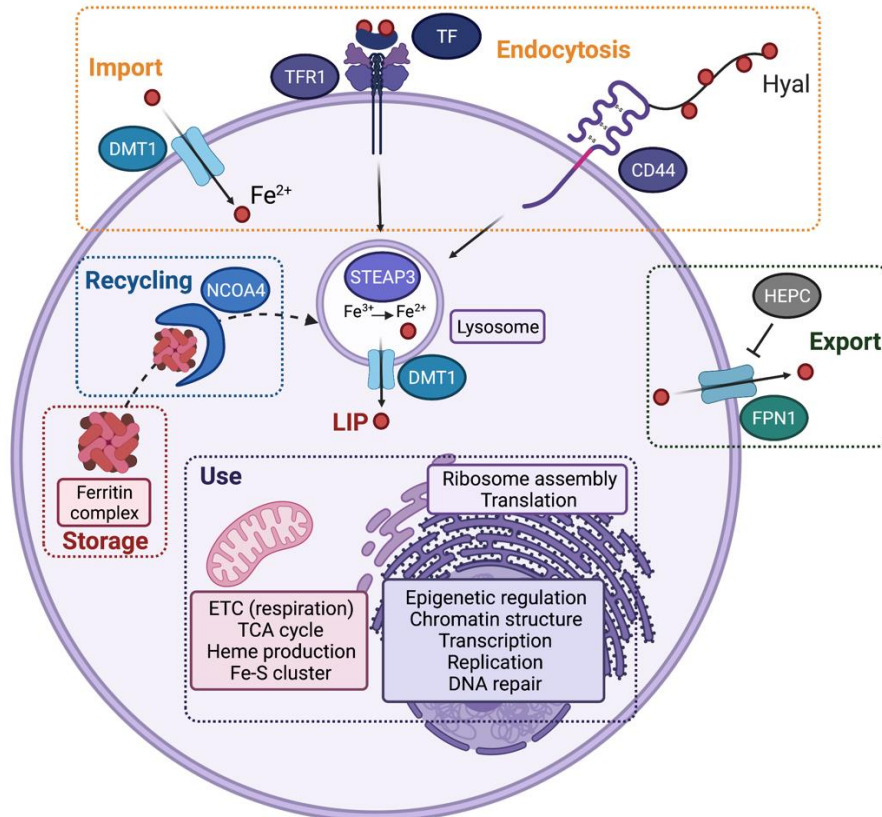 TF
Endocytosis
TFR1
Import
Hyal
DMT1
CD44
Fe2+
Recycling
NCOA4
STEAP3
Fe3+ → Fe2+
Lysosome
HEPC
Export
DMT1
LIP
FPN1
Use
Ribosome assembly
Translation
Ferritin
complex
Storage
ETC (respiration)
TCA cycle
Heme production
Fe-S cluster
Epigenetic regulation
Chromatin structure
Transcription
Replication
DNA repair